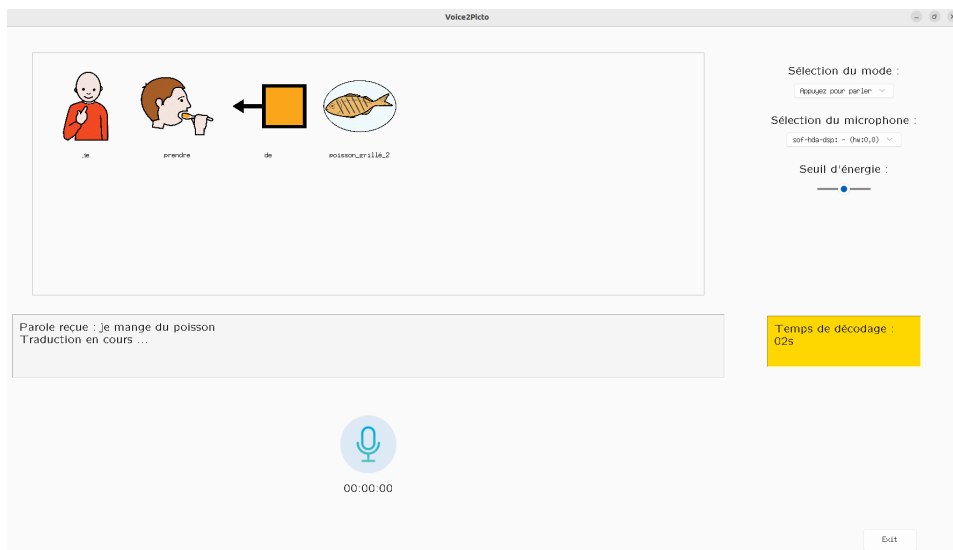 Voice2Picto
je
prendre
de
poisson_grillé_2
Sélection du mode :
Appuyez pour parler
Sélection du microphone :
sof-hda-dsp: - (hw:0,0)
Seuil d'énergie :
Parole reçue : je mange du poisson
Traduction en cours ...
Temps de décodage :
02s
00:00:00
Exit